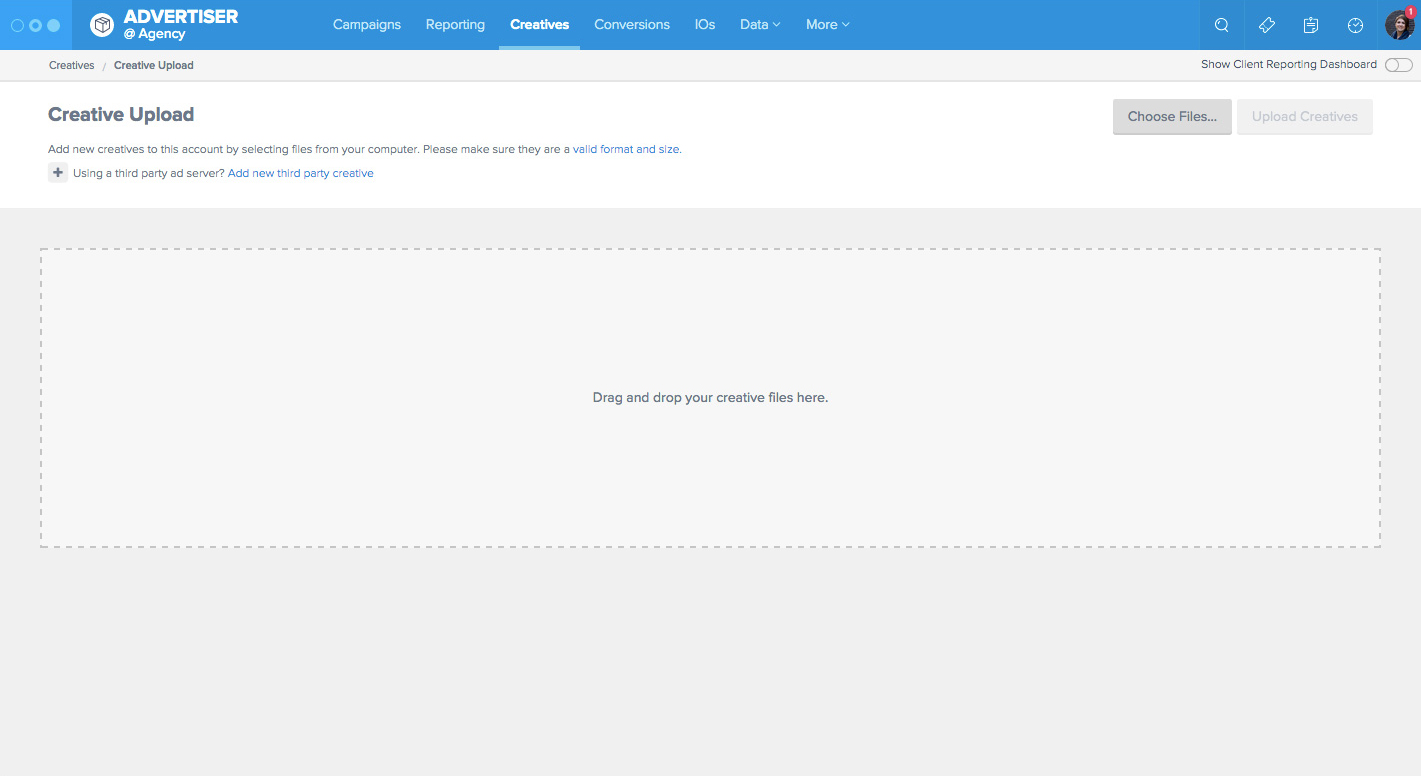 ADVERTISER
@ Agency
Campaigns Reporting Creatives Conversions IOs Data More
1
Creatives / Creative Upload
Show Client Reporting Dashboard
Creative Upload
Choose Files...
Upload Creatives
Add new creatives to this account by selecting files from your computer. Please make sure they are a valid format and size.
+ Using a third party ad server? Add new third party creative
Drag and drop your creative files here.